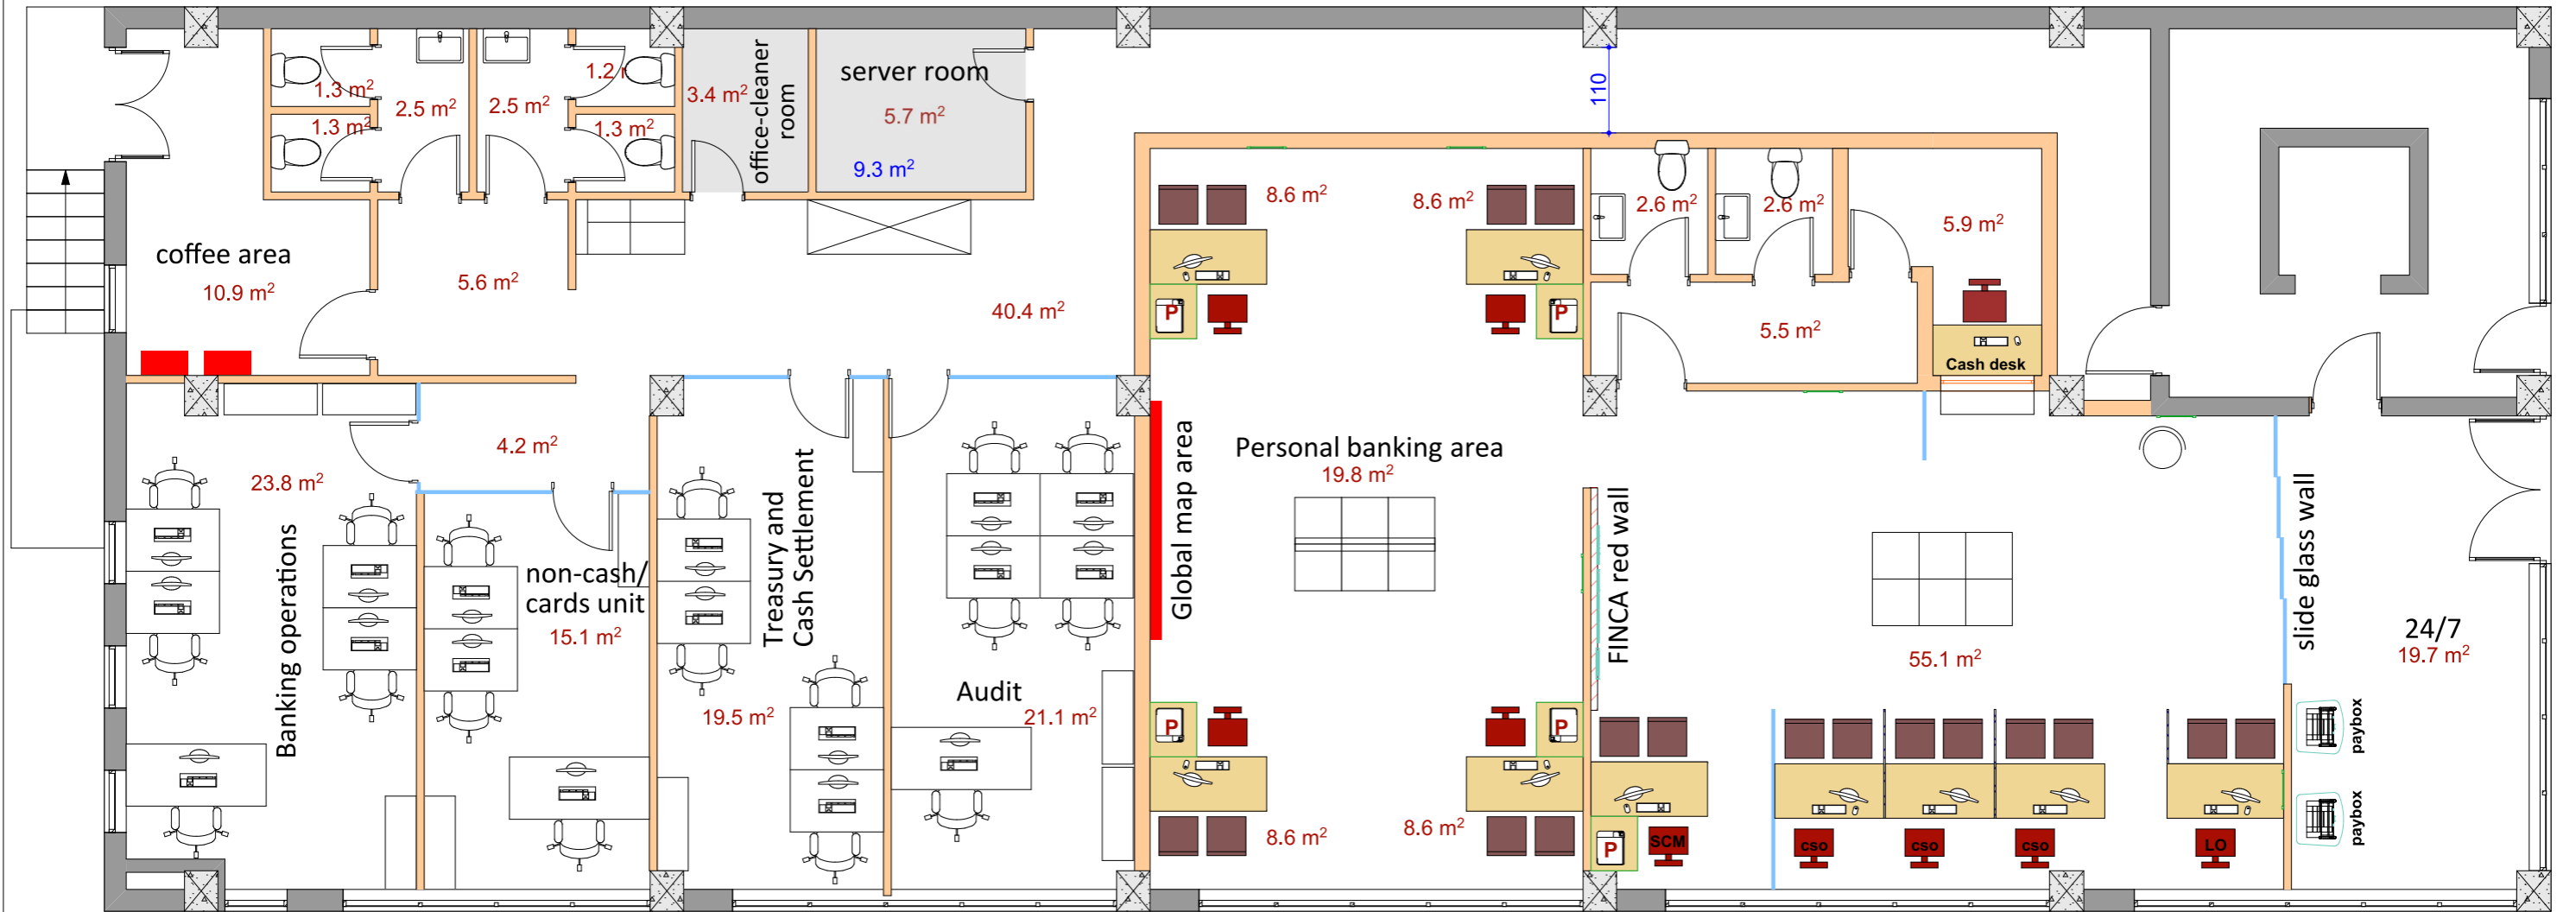 1.3 m²
2.5 m²
1.3 m²
2.5 m²
1.2
1.3 m²
3.4 m²
office-cleaner
room
server room
5.7 m²
9.3 m²
110
coffee area
10.9 m²
5.6 m²
40.4 m²
8.6 m²
8.6 m²
2.6 m²
2.6 m²
5.9 m²
5.5 m²
Cash desk
P
P
4.2 m²
23.8 m²
Banking operations
non-cash/
cards unit
15.1 m²
Treasury and
Cash Settlement
19.5 m²
Audit
21.1 m²
Global map area
Personal banking area
19.8 m²
FINCA red wall
55.1 m²
slide glass wall
24/7
19.7 m²
P
P
8.6 m²
8.6 m²
P
SCM
cso
cso
cso
LO
paybox
paybox